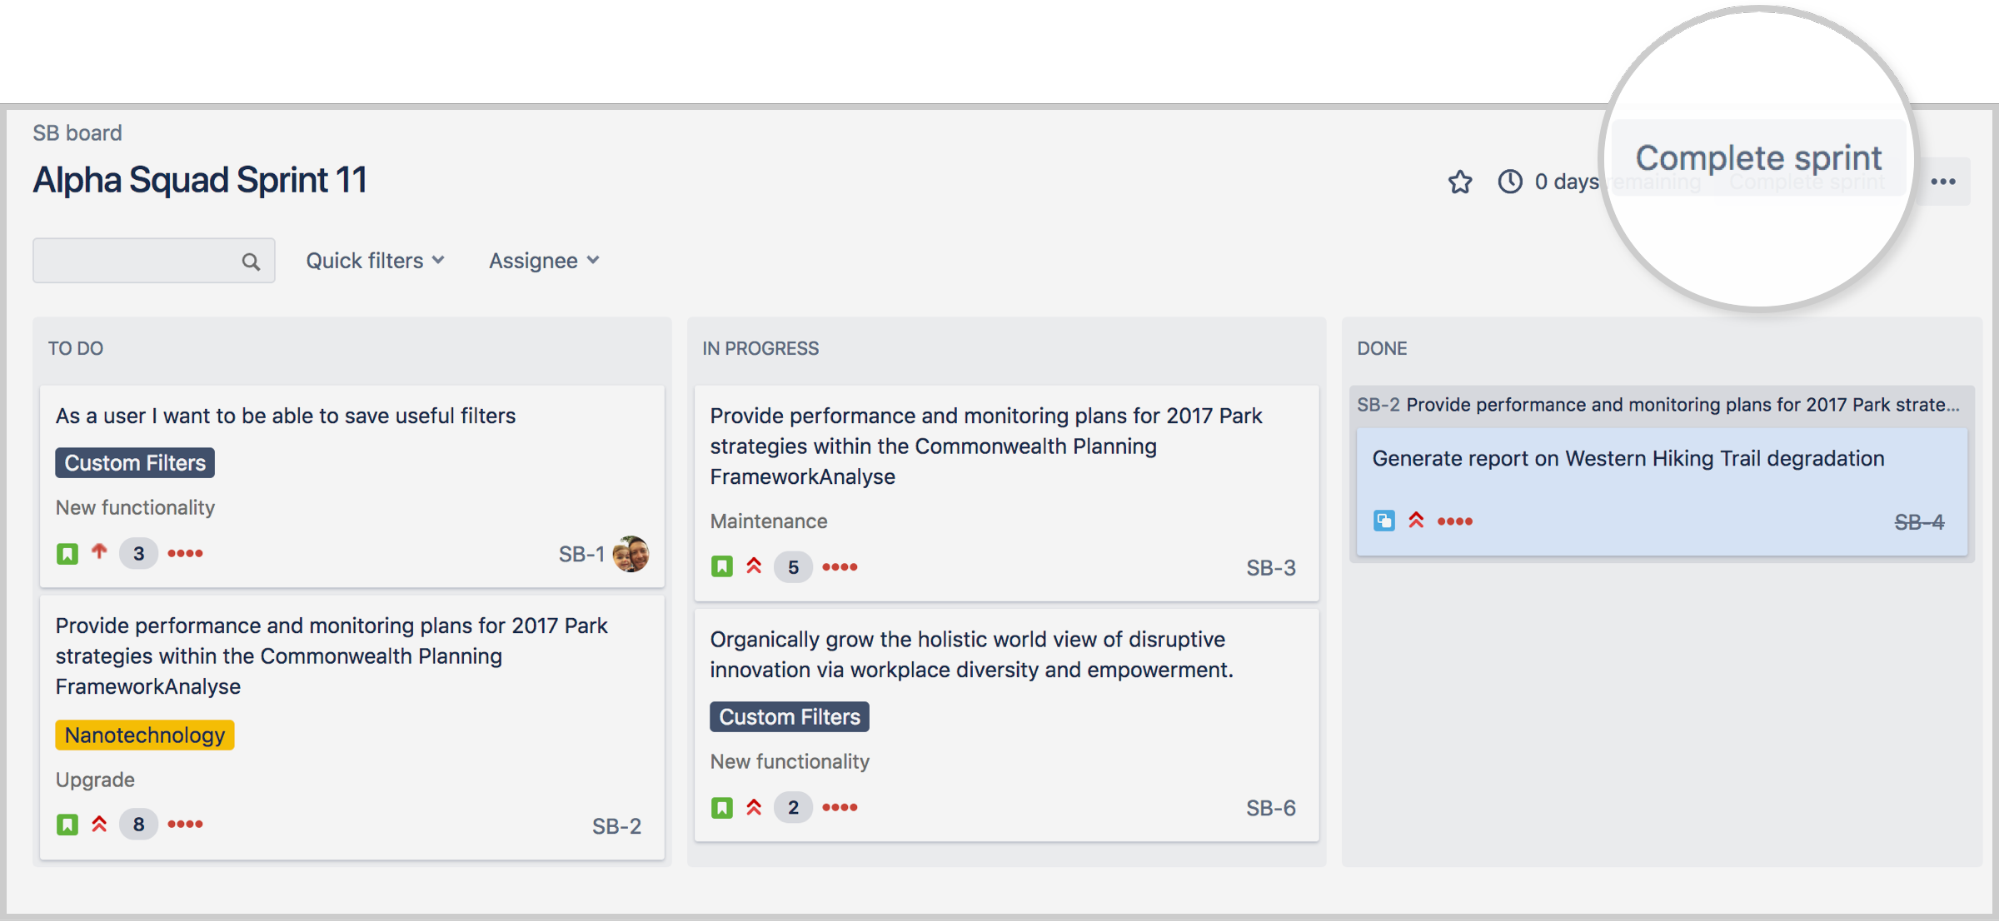 SB board
Alpha Squad Sprint 11
0 days remaining
Complete sprint
Quick filters
Assignee
TO DO
As a user I want to be able to save useful filters
Custom Filters
New functionality
3
SB-1
Provide performance and monitoring plans for 2017 Park
strategies within the Commonwealth Planning
FrameworkAnalyse
Nanotechnology
Upgrade
8
SB-2
IN PROGRESS
Provide performance and monitoring plans for 2017 Park
strategies within the Commonwealth Planning
FrameworkAnalyse
Maintenance
5
SB-3
Organically grow the holistic world view of disruptive
innovation via workplace diversity and empowerment.
Custom Filters
New functionality
2
SB-6
DONE
SB-2 Provide performance and monitoring plans for 2017 Park strate...
Generate report on Western Hiking Trail degradation
SB-4